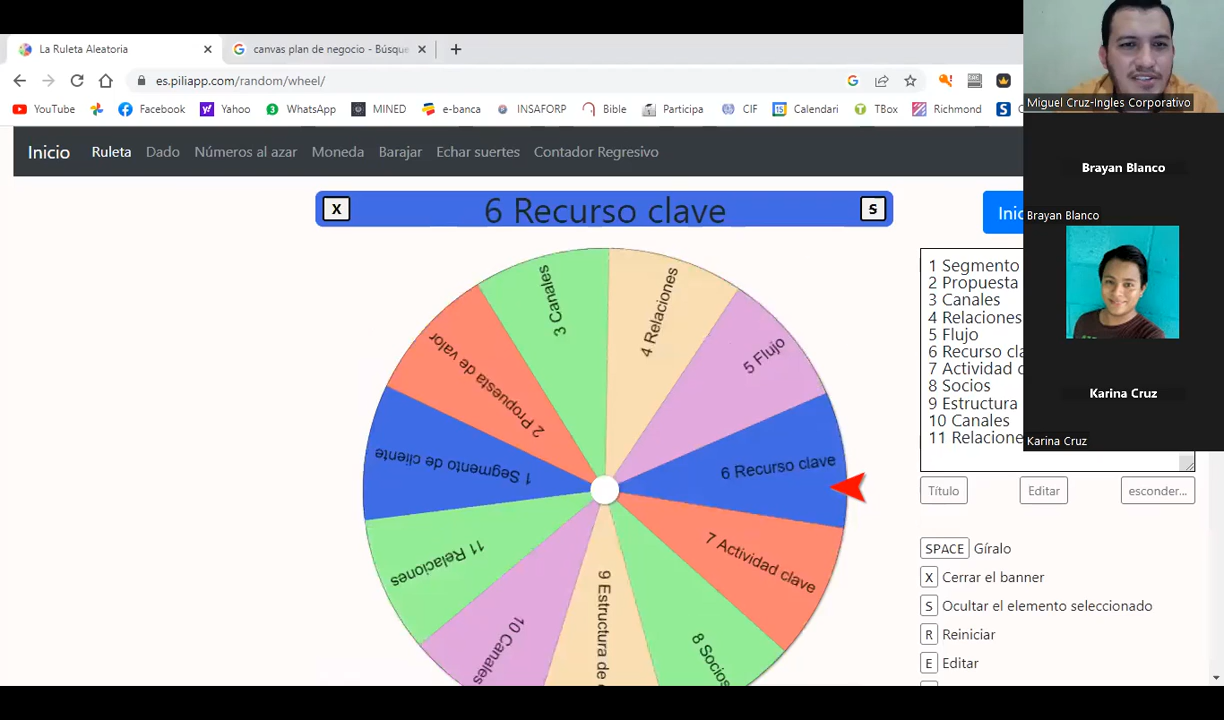 La Ruleta Aleatoria
canvas plan de negocio - Búsque
es.piliapp.com/random/wheel/
YouTube Facebook Yahoo WhatsApp MINED e-banca INSAFORP Bible Participa CIF Calendari TBox Richmond
Inicio Ruleta Dado Números al azar Moneda Barajar Echar suertes Contador Regresivo
X 6 Recurso clave S
3 Canales
4 Relaciones
5 Flujo
2 Propuesta de valor
1 Segmento de cliente
6 Recurso clave
11 Relaciones
7 Actividad clave
10 Canales
9 Estructura de
8 Socios
1 Segmento
2 Propuesta
3 Canales
4 Relaciones
5 Flujo
6 Recurso cla
7 Actividad c
8 Socios
9 Estructura
10 Canales
11 Relacione
Título Editar esconder...
SPACE Gíralo
X Cerrar el banner
S Ocultar el elemento seleccionado
R Reiniciar
E Editar
Miguel Cruz-Ingles Corporativo
Brayan Blanco
Brayan Blanco
Karina Cruz
Karina Cruz